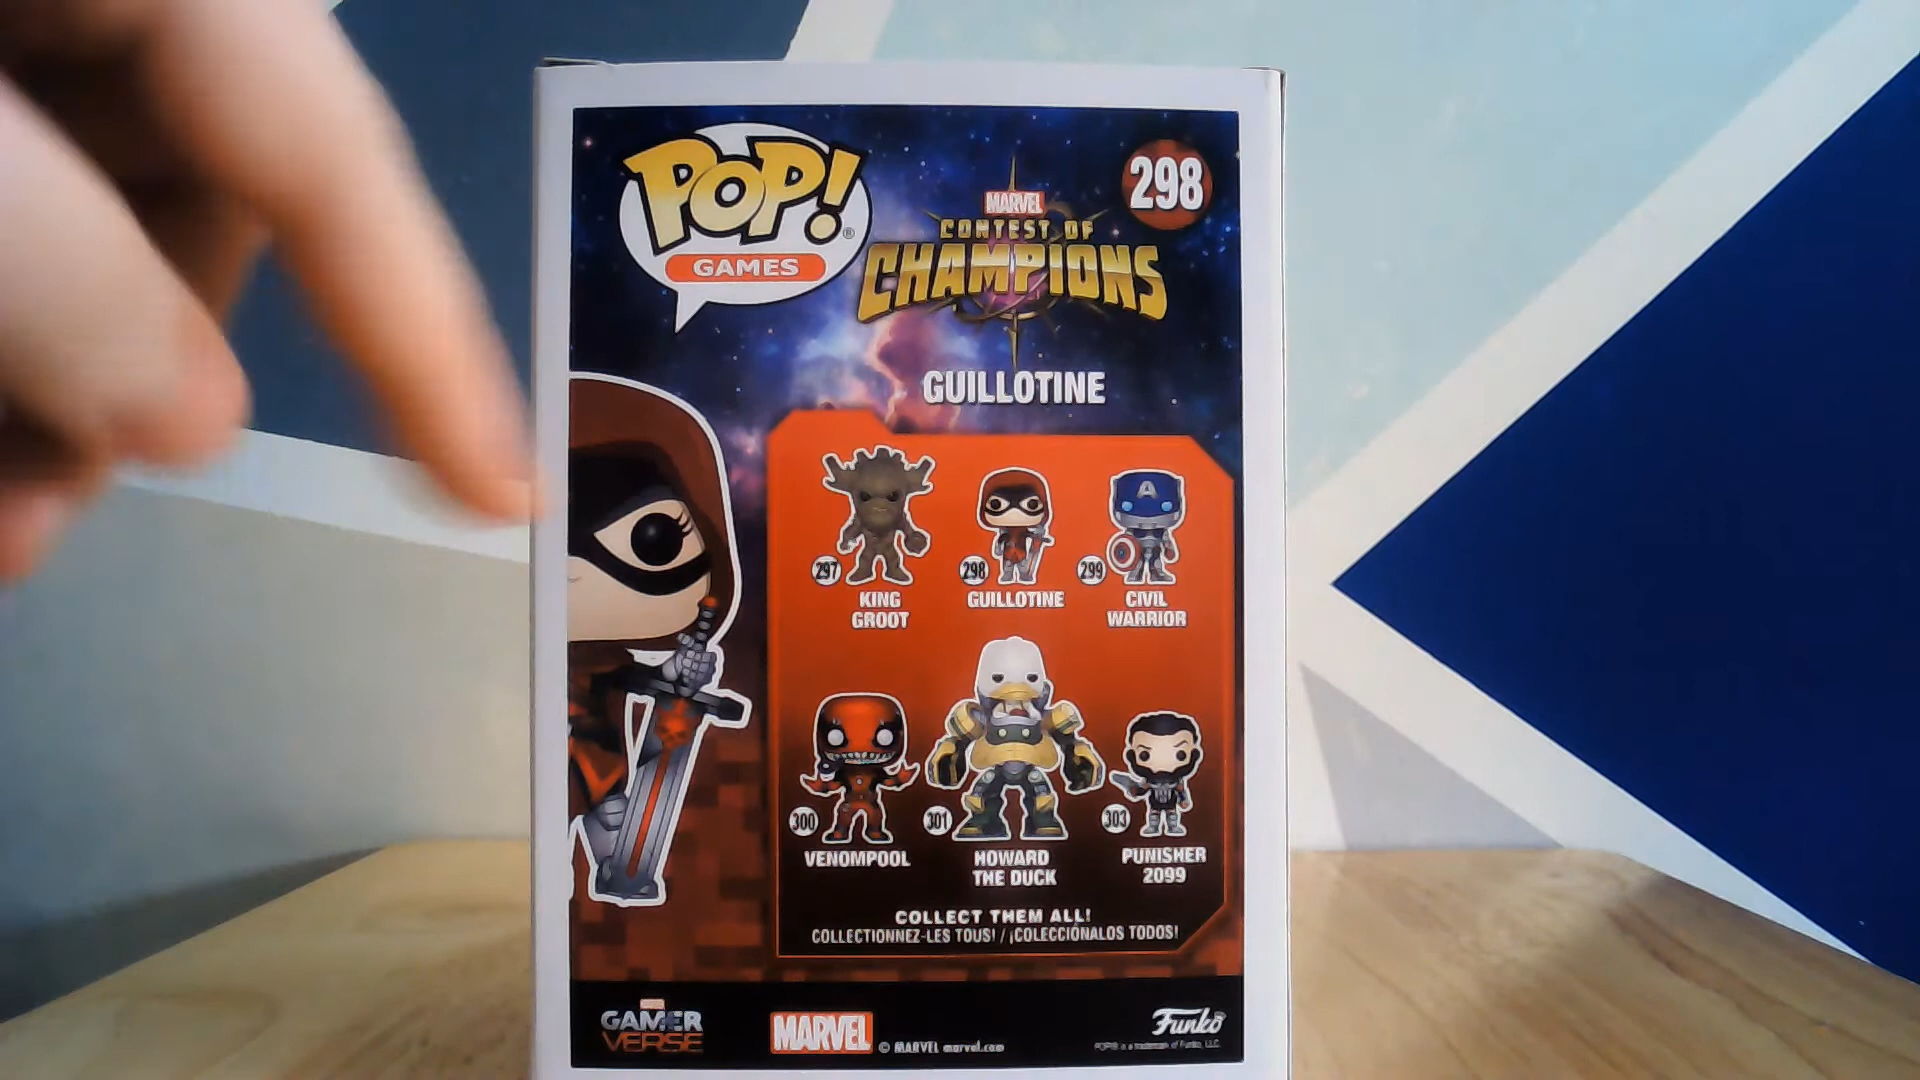 POP!
GAMES
MARVEL
CONTEST OF
CHAMPIONS
298
GUILLOTINE
297
KING
GROOT
298
GUILLOTINE
299
CIVIL
WARRIOR
300
VENOMPOOL
301
HOWARD
THE DUCK
303
PUNISHER
2099
COLLECT THEM ALL!
COLLECTIONNEZ-LES TOUS! / ¡COLECCIÓNALOS TODOS!
GAMER
VERSE
MARVEL
© MARVEL marvel.com
Funko